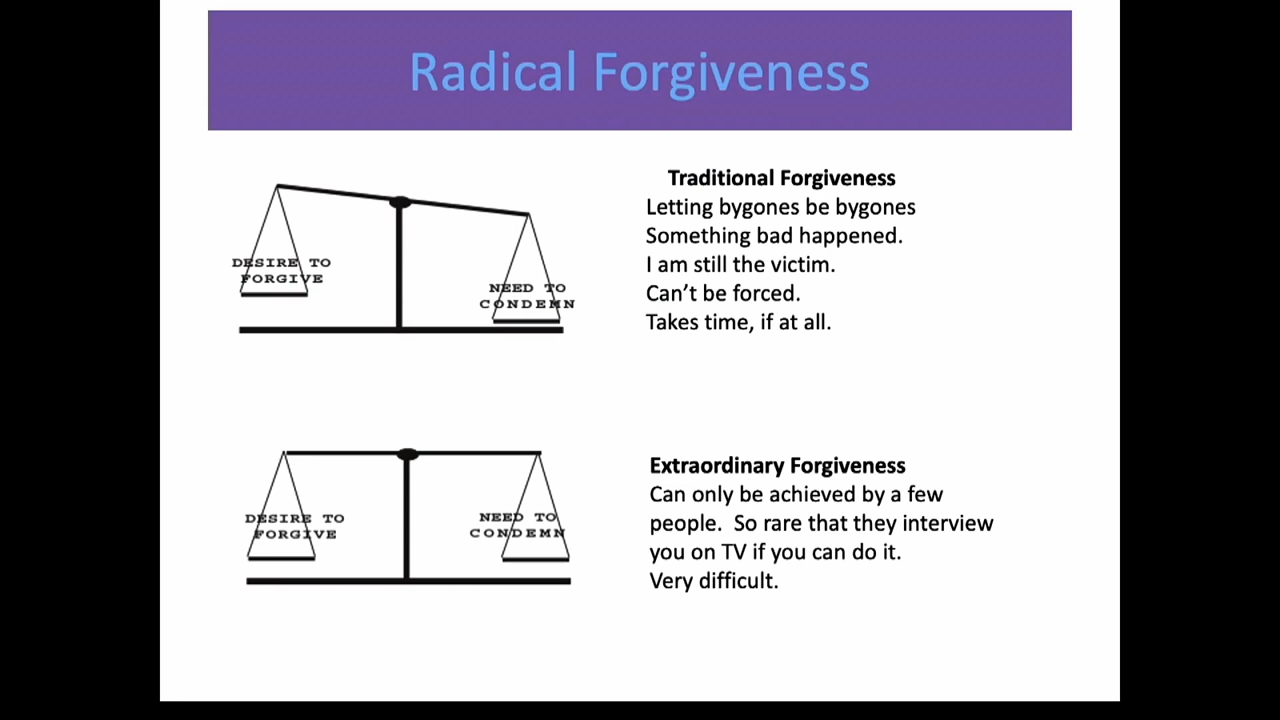 Radical Forgiveness
DESIRE TO
FORGIVE
NEED TO
CONDEMN
Traditional Forgiveness
Letting bygones be bygones
Something bad happened.
I am still the victim.
Can’t be forced.
Takes time, if at all.
DESIRE TO
FORGIVE
NEED TO
CONDEMN
Extraordinary Forgiveness
Can only be achieved by a few
people.  So rare that they interview
you on TV if you can do it.
Very difficult.